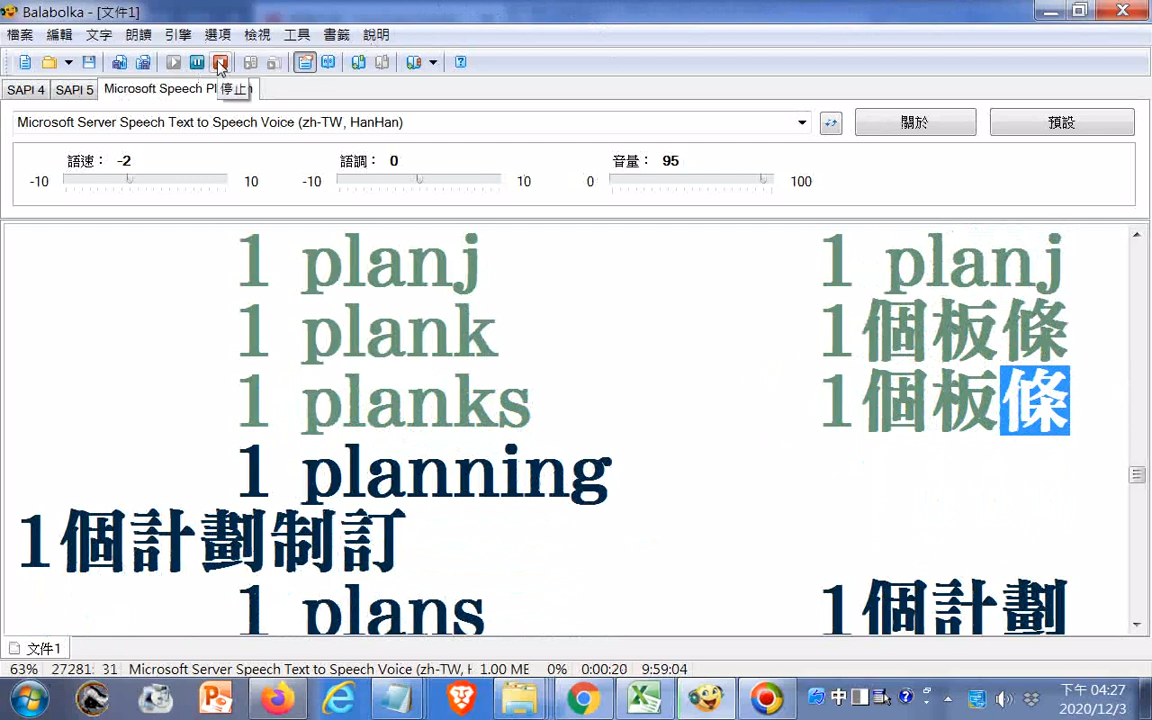 Balabolka - [文件1]
檔案 編輯 文字 朗讀 引擎 選項 檢視 工具 書籤 說明
停止
SAPI 4 SAPI 5 Microsoft Speech Pl
Microsoft Server Speech Text to Speech Voice (zh-TW, HanHan) 關於 預設
語速： -2 語調： 0 音量： 95
-10 10 -10 10 0 100
1 planj 1 planj
1 plank 1個板條
1 planks 1個板條
1 planning
1個計劃制訂
1 plans 1個計劃
文件1
63% 27281: 31 Microsoft Server Speech Text to Speech Voice (zh-TW, H 1.00 ME 0% 0:00:20 9:59:04
中 下午 04:27
2020/12/3